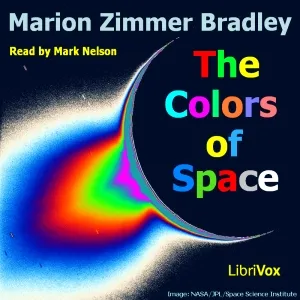 Marion Zimmer Bradley
Read by Mark Nelson
The
Colors
of
Space
LibriVox
Image: NASA/JPL/Space Science Institute